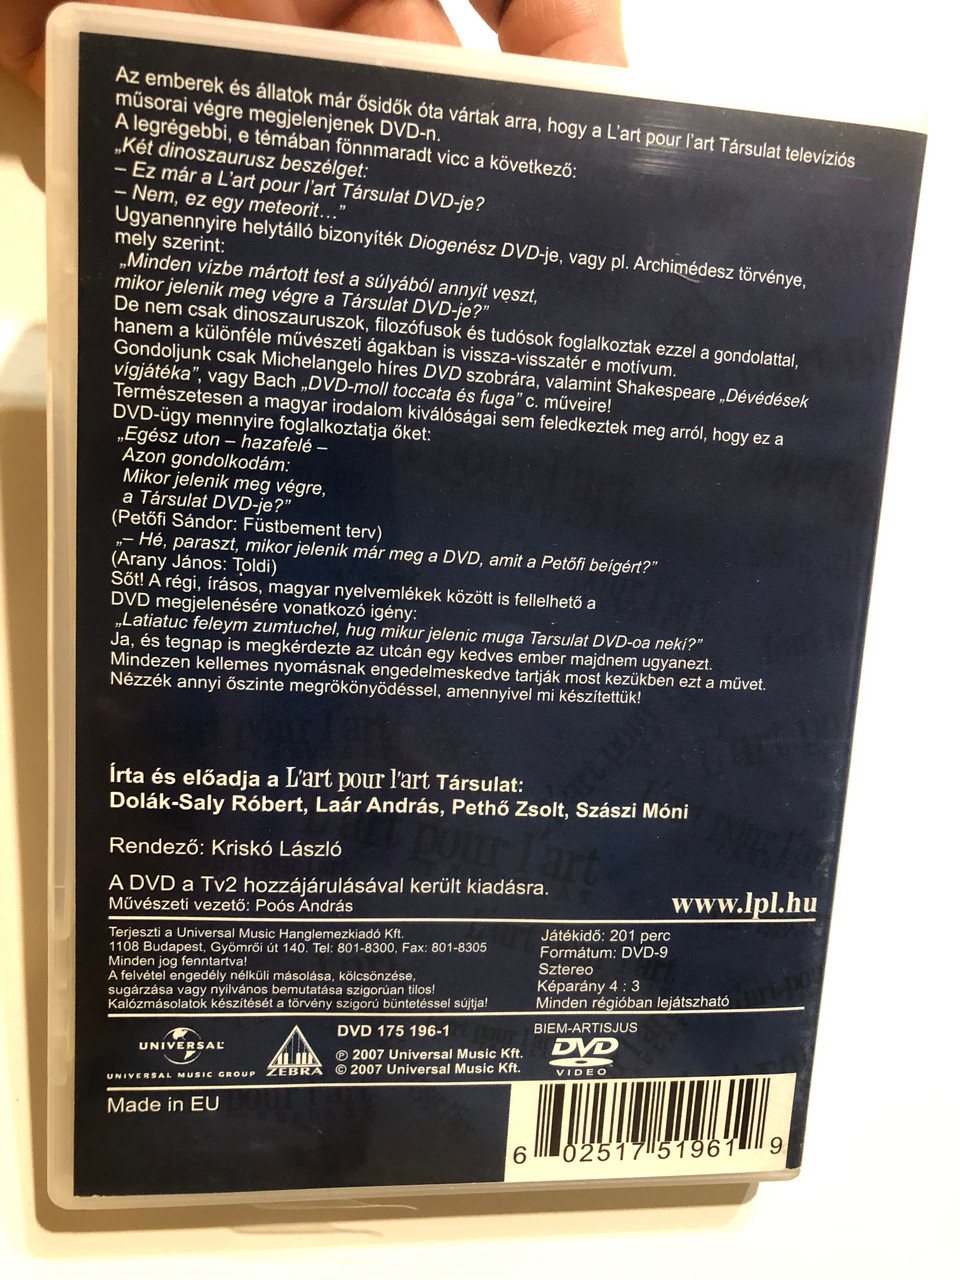 Az emberek és állatok már ősidők óta vártak arra, hogy a L'art pour l'art Társulat televíziós
műsorai végre megjelenjenek DVD-n.
A legrégebbi, e témában fönnmaradt vicc a következő:
„Két dinoszaurusz beszélget:
– Ez már a L'art pour l'art Társulat DVD-je?
– Nem, ez egy meteorit…”
Ugyanennyire helytálló bizonyíték Diogenész DVD-je, vagy pl. Archimédesz törvénye,
mely szerint:
„Minden vízbe mártott test a súlyából annyit veszt,
mikor jelenik meg végre a Társulat DVD-je?”
De nem csak dinoszauruszok, filozófusok és tudósok foglalkoztak ezzel a gondolattal,
hanem a különféle művészeti ágakban is vissza-visszatér e motívum.
Gondoljunk csak Michelangelo híres DVD szobrára, valamint Shakespeare „Dévédések
vígjátéka”, vagy Bach „DVD-moll toccata és fuga” c. műveire!
Természetesen a magyar irodalom kiválóságai sem feledkeztek meg arról, hogy ez a
DVD-ügy mennyire foglalkoztatja őket:
„Egész uton – hazafelé –
Azon gondolkodám:
Mikor jelenik meg végre,
a Társulat DVD-je?”
(Petőfi Sándor: Füstbement terv)
„– Hé, paraszt, mikor jelenik már meg a DVD, amit a Petőfi beígért?”
(Arany János: Toldi)
Sőt! A régi, írásos, magyar nyelvemlékek között is fellelhető a
DVD megjelenésére vonatkozó igény:
„Latiatuc feleym zumtuchel, hug mikur jelenic muga Tarsulat DVD-oa neki?”
Ja, és tegnap is megkérdezte az utcán egy kedves ember majdnem ugyanezt.
Mindezen kellemes nyomásnak engedelmeskedve tartják most kezükben ezt a művet.
Nézzék annyi őszinte megrökönyödéssel, amennyivel mi készítettük!
Írta és előadja a L'art pour l'art Társulat:
Dolák-Saly Róbert, Laár András, Pethő Zsolt, Szászi Móni
Rendező: Kriskó László
A DVD a Tv2 hozzájárulásával került kiadásra.
Művészeti vezető: Poós András
www.lpl.hu
Terjeszti a Universal Music Hanglemezkiadó Kft.
1108 Budapest, Gyömrői út 140. Tel: 801-8300, Fax: 801-8305
Minden jog fenntartva!
A felvétel engedély nélküli másolása, kölcsönzése,
sugárzása vagy nyilvános bemutatása szigorúan tilos!
Kalózmásolatok készítését a törvény szigorú büntetéssel sújtja!
Játékidő: 201 perc
Formátum: DVD-9
Sztereo
Képarány 4 : 3
Minden régióban lejátszható
UNIVERSAL
UNIVERSAL MUSIC GROUP
ZEBRA
DVD 175 196-1
℗ 2007 Universal Music Kft.
© 2007 Universal Music Kft.
BIEM-ARTISJUS
DVD
VIDEO
Made in EU
6 02517 51961 9